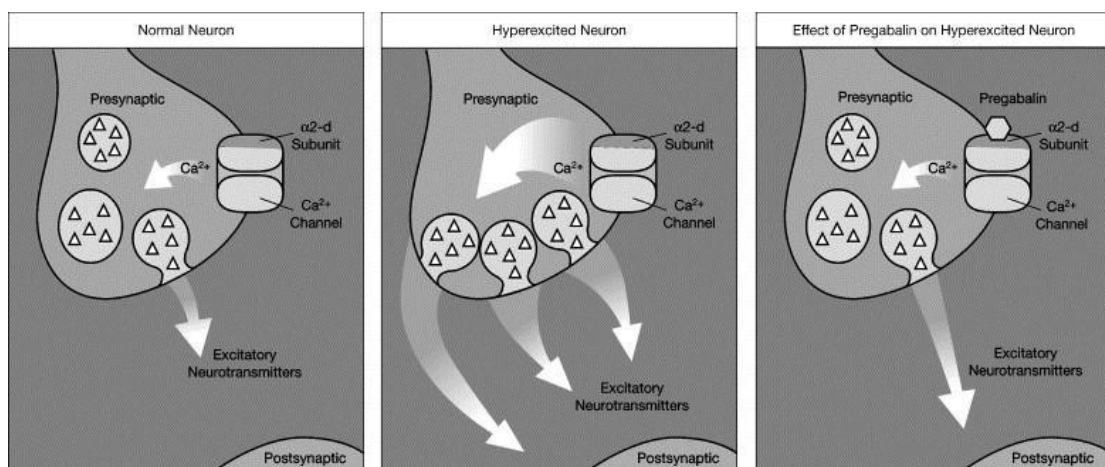 Normal Neuron
Presynaptic
α2-d
Subunit
Ca²⁺
Ca²⁺
Channel
Excitatory
Neurotransmitters
Postsynaptic
Hyperexcited Neuron
Presynaptic
α2-d
Subunit
Ca²⁺
Ca²⁺
Channel
Excitatory
Neurotransmitters
Postsynaptic
Effect of Pregabalin on Hyperexcited Neuron
Presynaptic
Pregabalin
α2-d
Subunit
Ca²⁺
Ca²⁺
Channel
Excitatory
Neurotransmitters
Postsynaptic